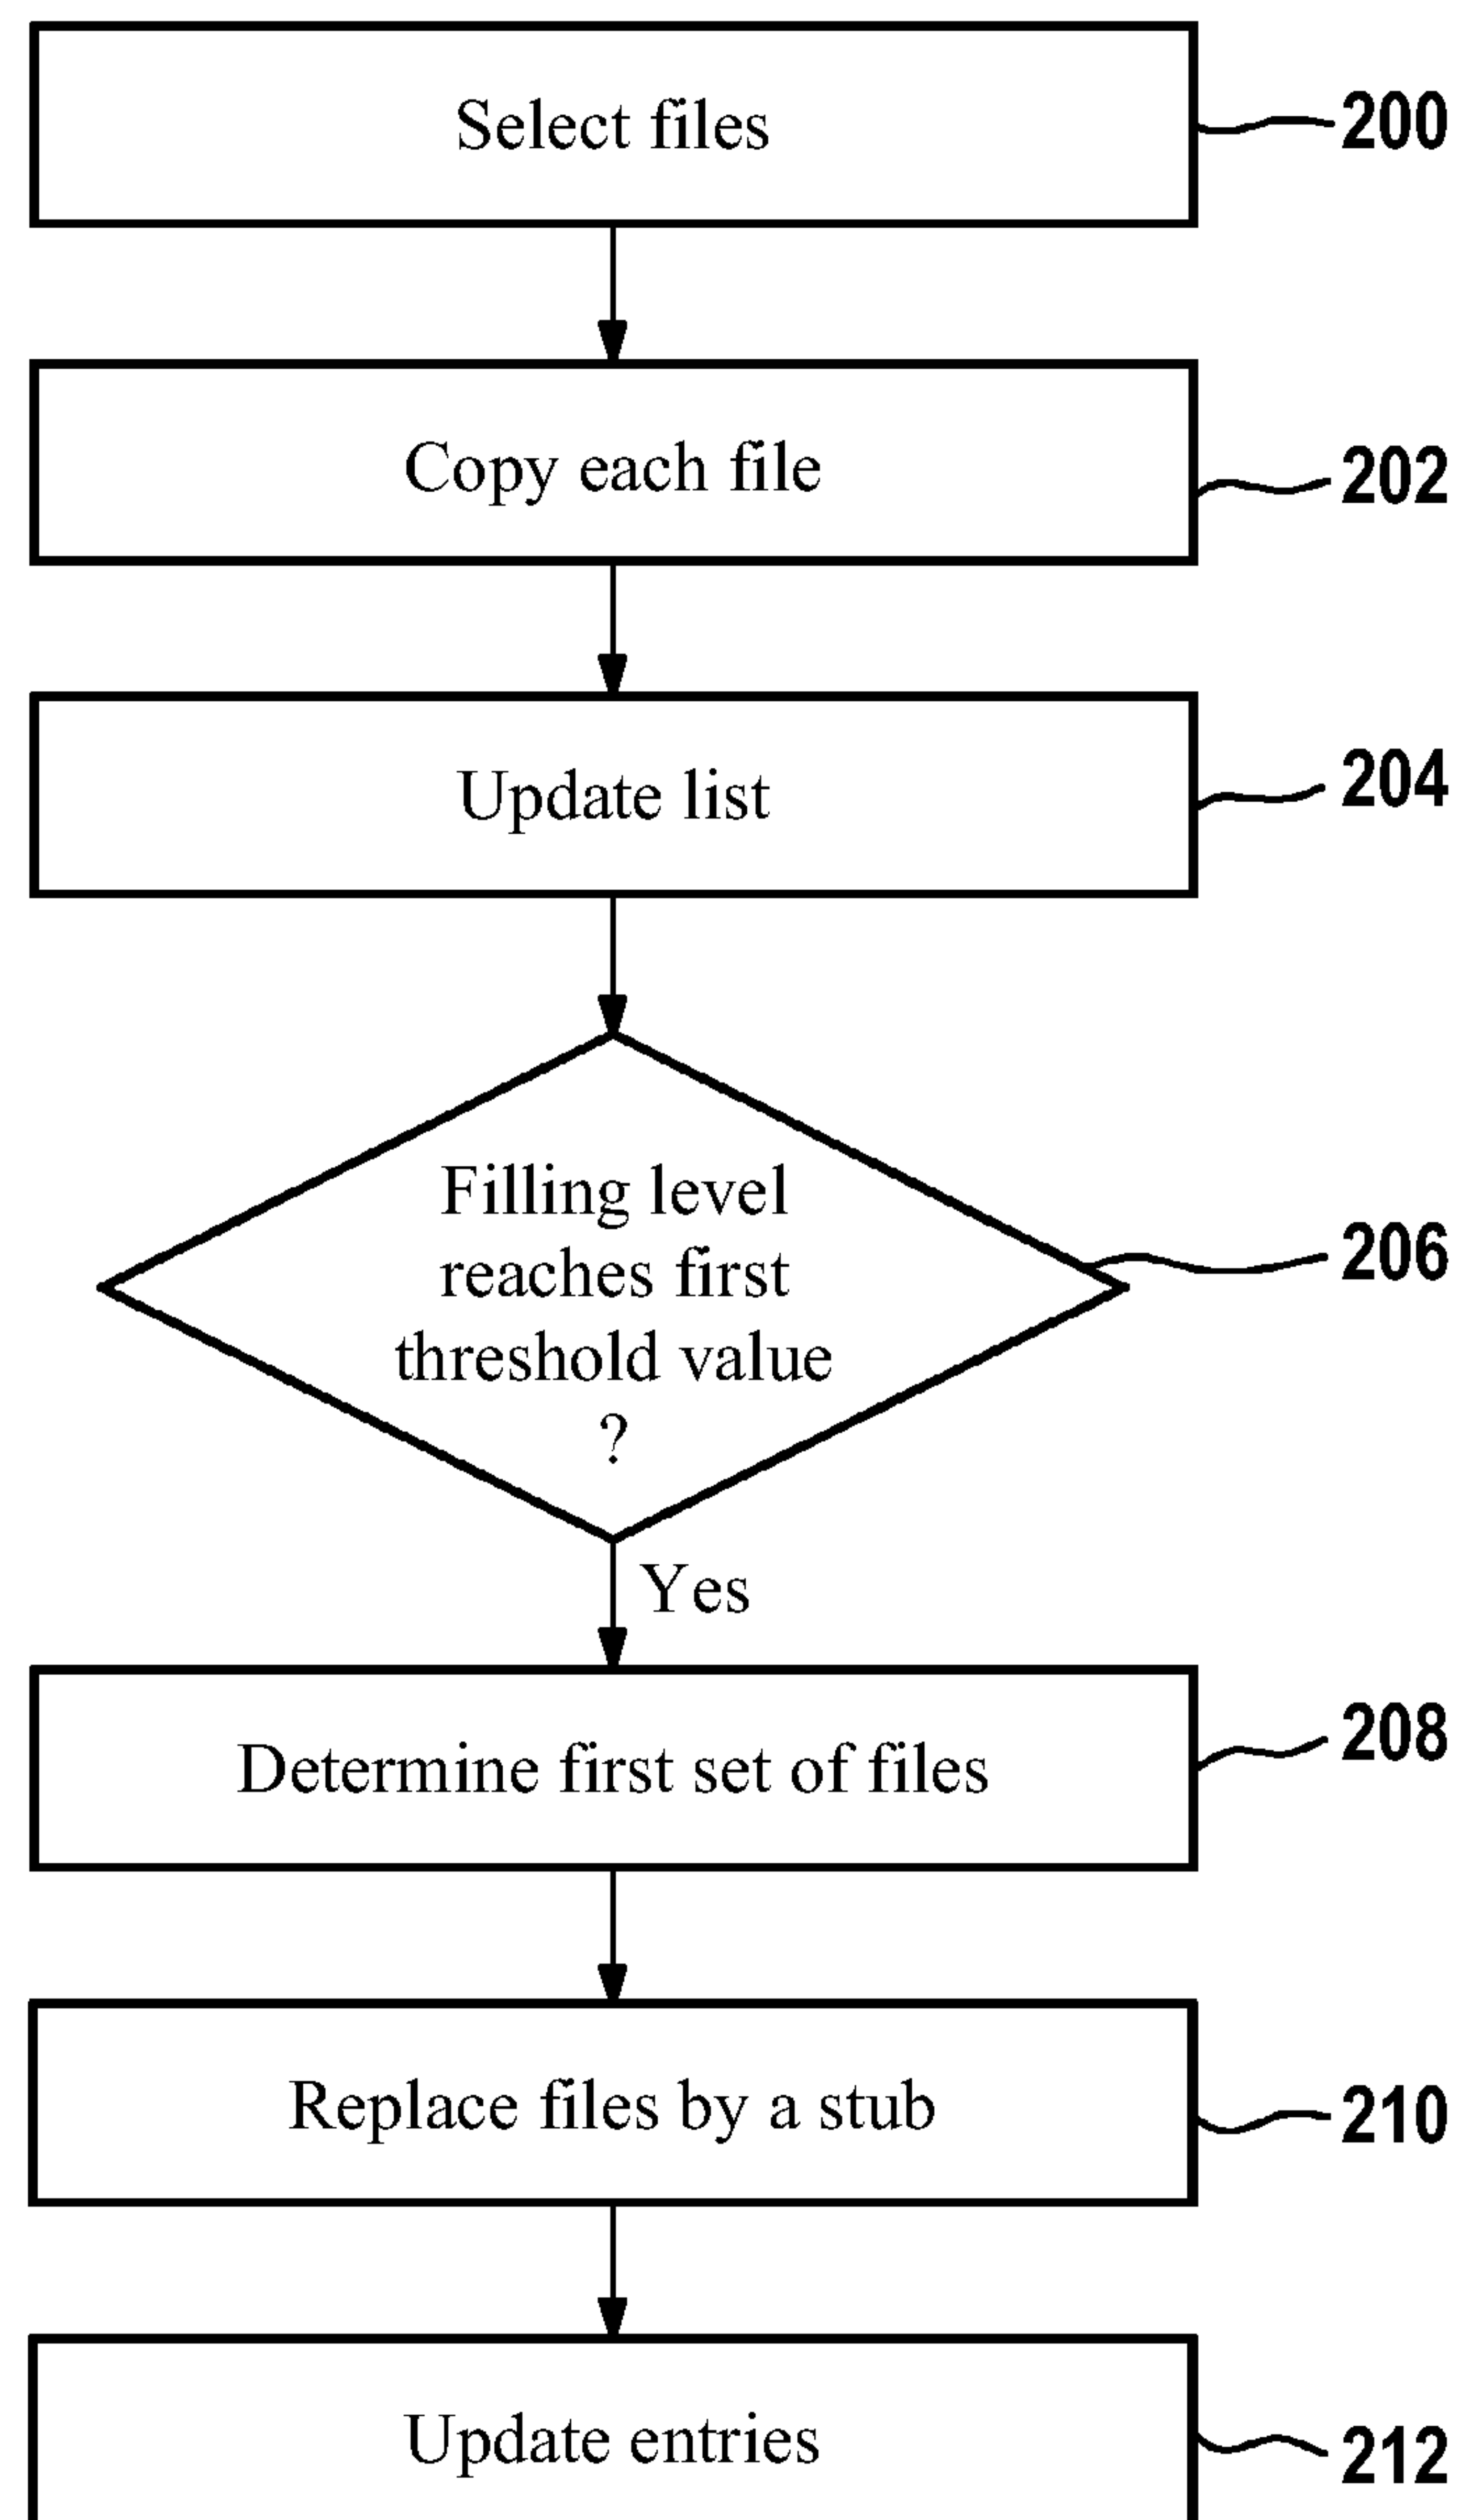 Select files
200
Copy each file
202
Update list
204
Filling level
reaches first
threshold value
?
206
Yes
Determine first set of files
208
Replace files by a stub
210
Update entries
212